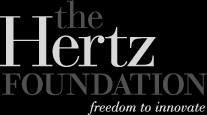 the
Hertz
FOUNDATION
freedom to innovate